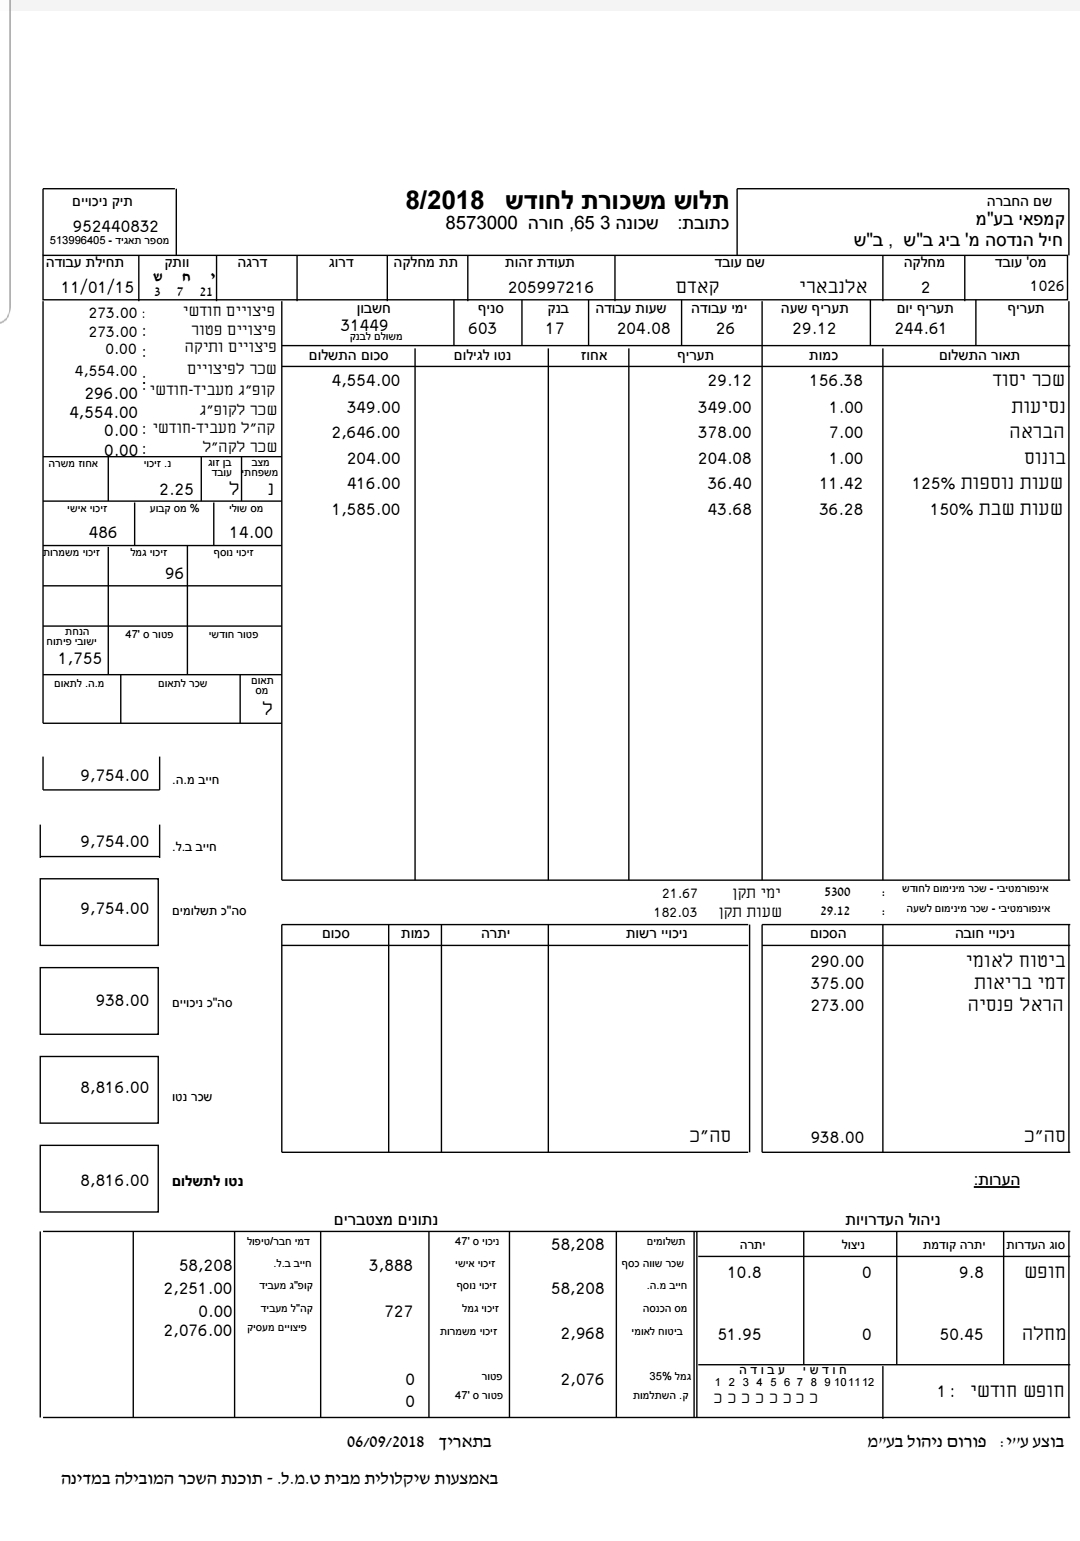 תיק ניכויים
952440832
מספר תאגיד - 513996405
תלוש משכורת לחודש 8/2018
כתובת: שכונה 3 65, חורה 8573000
שם החברה
קמפאי בע"מ
חיל הנדסה מ' ביג ב"ש , ב"ש
מס' עובד מחלקה שם עובד תעודת זהות תת מחלקה דרוג דרגה וותק תחילת עבודה
י ח ש
1026 2 אלנבארי קאדם 205997216 21 7 3 11/01/15
תעריף תעריף יום תעריף שעה ימי עבודה שעות עבודה בנק סניף חשבון
244.61 29.12 26 204.08 17 603 31449
משולם לבנק
תאור התשלום כמות תעריף אחוז נטו לגילום סכום התשלום
שכר יסוד 156.38 29.12 4,554.00
נסיעות 1.00 349.00 349.00
הבראה 7.00 378.00 2,646.00
בונוס 1.00 204.08 204.00
שעות נוספות 125% 11.42 36.40 416.00
שעות שבת 150% 36.28 43.68 1,585.00
פיצויים חודשי : 273.00
פיצויים פטור : 273.00
פיצויים ותיקה : 0.00
שכר לפיצויים : 4,554.00
קופ״ג מעביד-חודשי : 296.00
שכר לקופ״ג 4,554.00
קה״ל מעביד-חודשי : 0.00
שכר לקה״ל : 0.00
מצב משפחתי בן זוג עובד נ. זיכוי אחוז משרה
נ ל 2.25
מס שולי % מס קבוע זיכוי אישי
14.00 486
זיכוי נוסף זיכוי גמל זיכוי משמרות
96
פטור חודשי פטור ס '47 הנחת ישובי פיתוח
1,755
תאום מס שכר לתאום מ.ה. לתאום
ל
חייב מ.ה. 9,754.00
חייב ב.ל. 9,754.00
סה"כ תשלומים 9,754.00
סה"כ ניכויים 938.00
שכר נטו 8,816.00
נטו לתשלום 8,816.00
אינפורמטיבי - שכר מינימום לחודש : 5300 ימי תקן 21.67
אינפורמטיבי - שכר מינימום לשעה : 29.12 שעות תקן 182.03
ניכויי חובה הסכום ניכויי רשות יתרה כמות סכום
ביטוח לאומי 290.00
דמי בריאות 375.00
הראל פנסיה 273.00
סה״כ 938.00 סה״כ
הערות:
ניהול העדרויות נתונים מצטברים
סוג העדרות יתרה קודמת ניצול יתרה
חופש 9.8 0 10.8
מחלה 50.45 0 51.95
חופש חודשי : 1
חודשי עבודה
1 2 3 4 5 6 7 8 9 10 11 12
כ כ כ כ כ כ כ כ
תשלומים 58,208 ניכוי ס '47 דמי חבר/טיפול
שכר שווה כסף זיכוי אישי 3,888 חייב ב.ל. 58,208
חייב מ.ה. 58,208 זיכוי נוסף קופ"ג מעביד 2,251.00
מס הכנסה זיכוי גמל 727 קה"ל מעביד 0.00
ביטוח לאומי 2,968 זיכוי משמרות פיצויים מעסיק 2,076.00
גמל 35% 2,076 פטור 0
ק. השתלמות פטור ס '47 0
בוצע ע״י : פורום ניהול בע״מ בתאריך 06/09/2018
באמצעות שיקלולית מבית ט.מ.ל. - תוכנת השכר המובילה במדינה